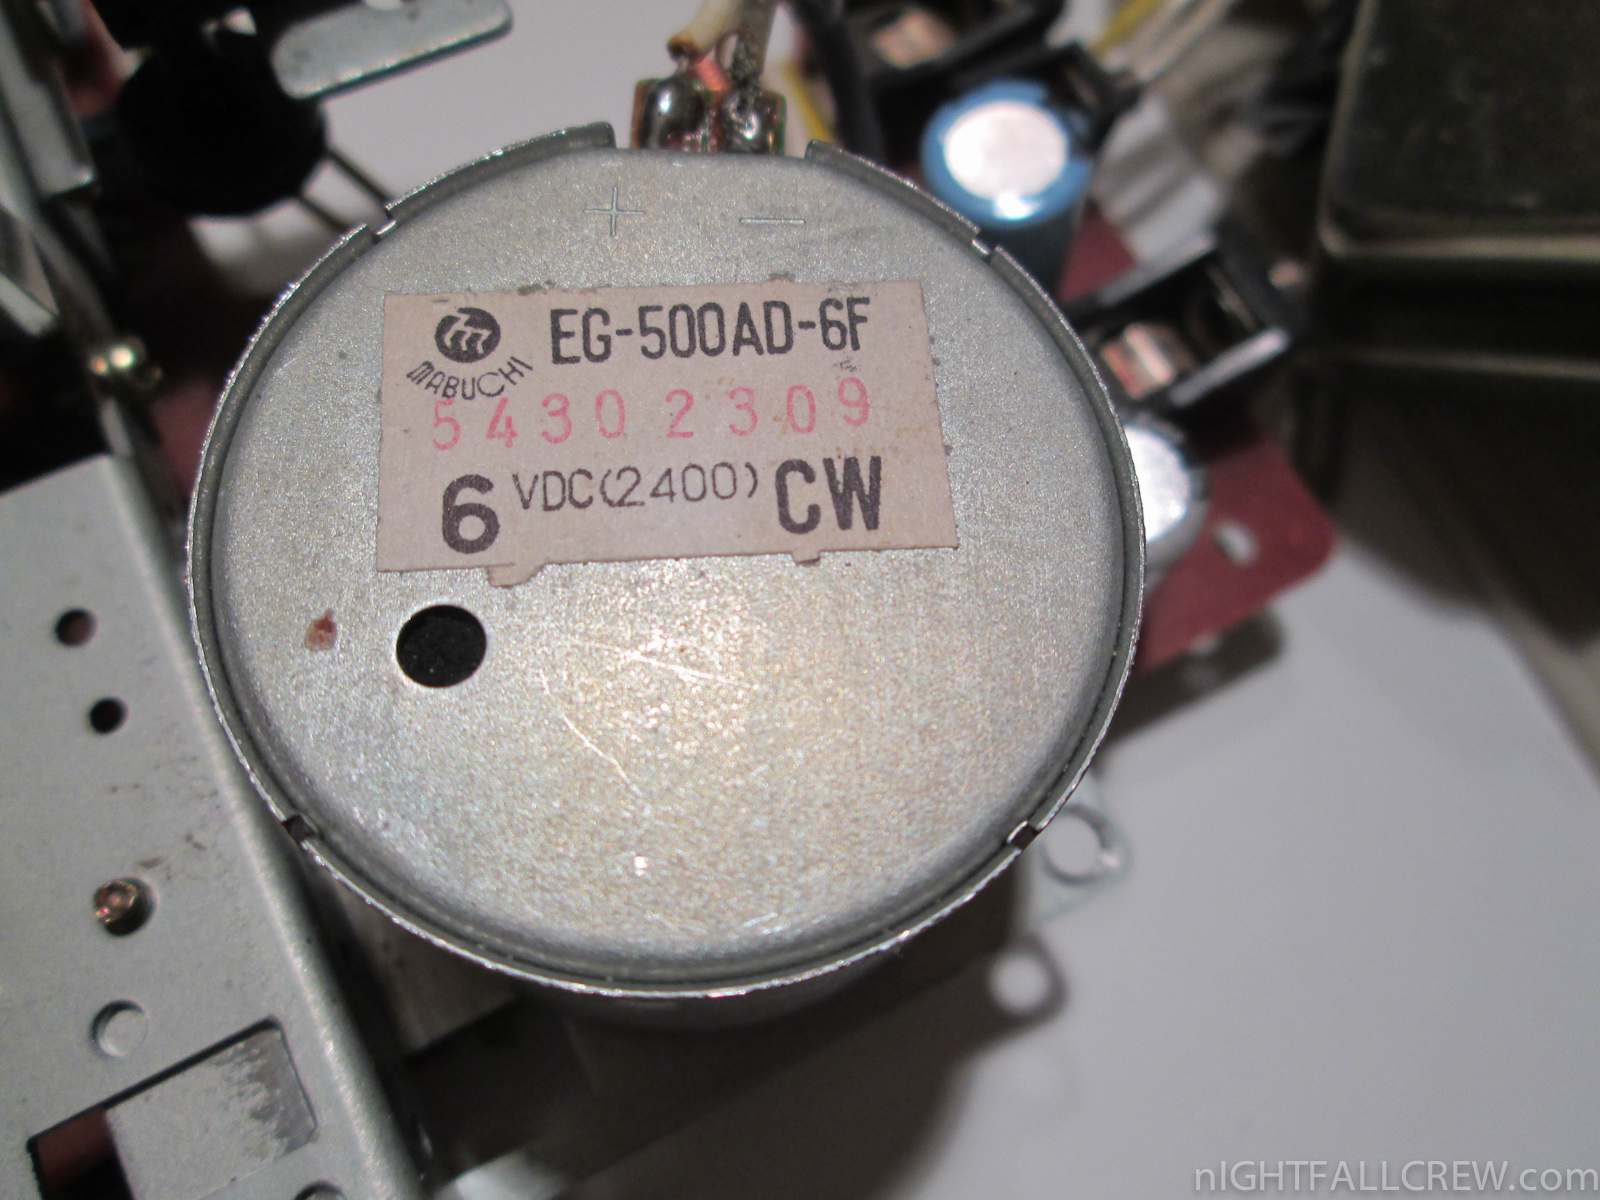 + −
EG-500AD-6F
MABUCHI
54302309
6 VDC(2400) CW
nIGHTFALLCREW.com